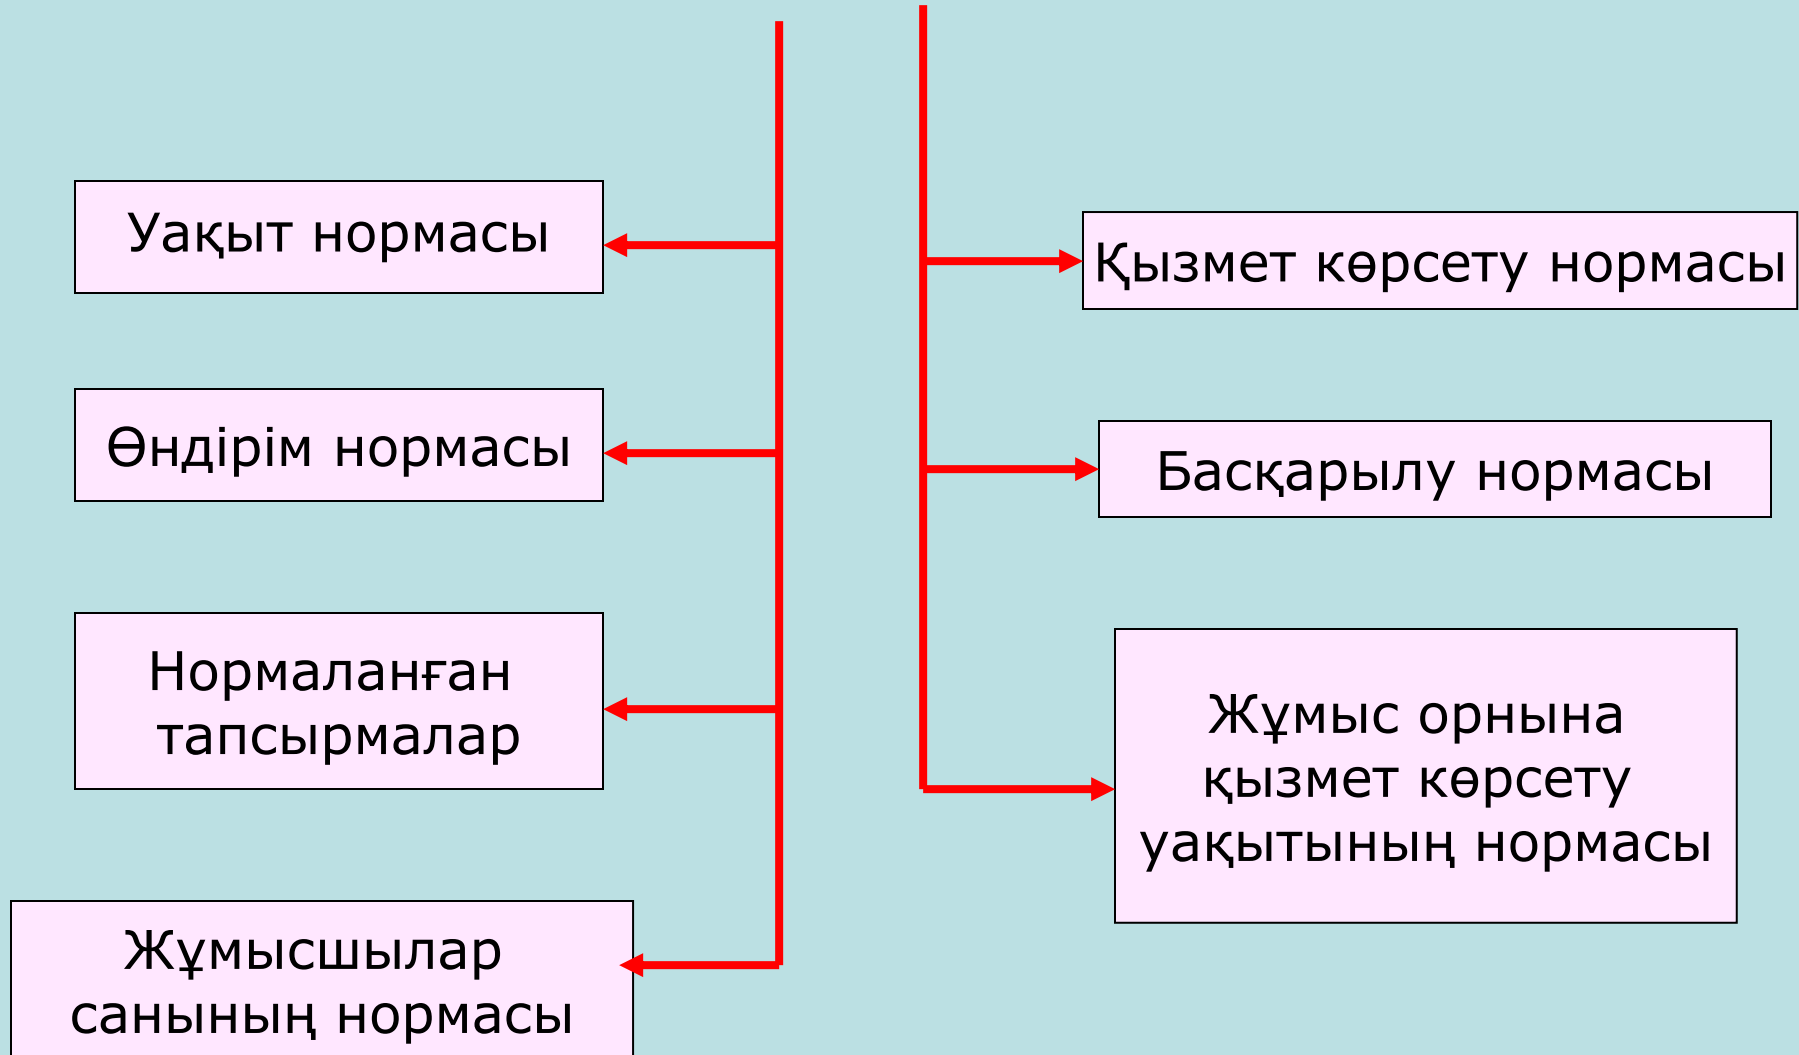 Уақыт нормасы
Өндірім нормасы
Нормаланған
тапсырмалар
Жұмысшылар
санының нормасы
Қызмет көрсету нормасы
Басқарылу нормасы
Жұмыс орнына
қызмет көрсету
уақытының нормасы